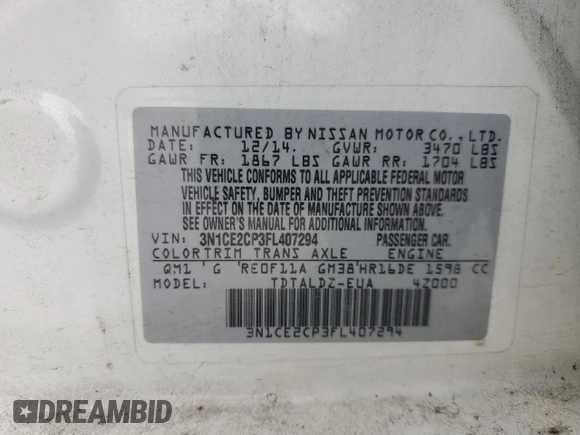 MANUFACTURED BY NISSAN MOTOR CO., LTD.
DATE: 12/14. GVWR: 3470 LBS
GAWR FR: 1867 LBS GAWR RR: 1704 LBS
THIS VEHICLE CONFORMS TO ALL APPLICABLE FEDERAL MOTOR
VEHICLE SAFETY, BUMPER AND THEFT PREVENTION STANDARDS
IN EFFECT ON THE DATE OF MANUFACTURE SHOWN ABOVE.
SEE OWNER'S MANUAL FOR ADDITIONAL INFORMATION.
VIN: 3N1CE2CP3FL407294 PASSENGER CAR.
COLOR TRIM TRANS AXLE ENGINE
QM1 'G 'RE0F11A GM38'HR16DE 1598 CC
MODEL: TDTALDZ-EUA 4Z000
3N1CE2CP3FL407294
DREAMBID